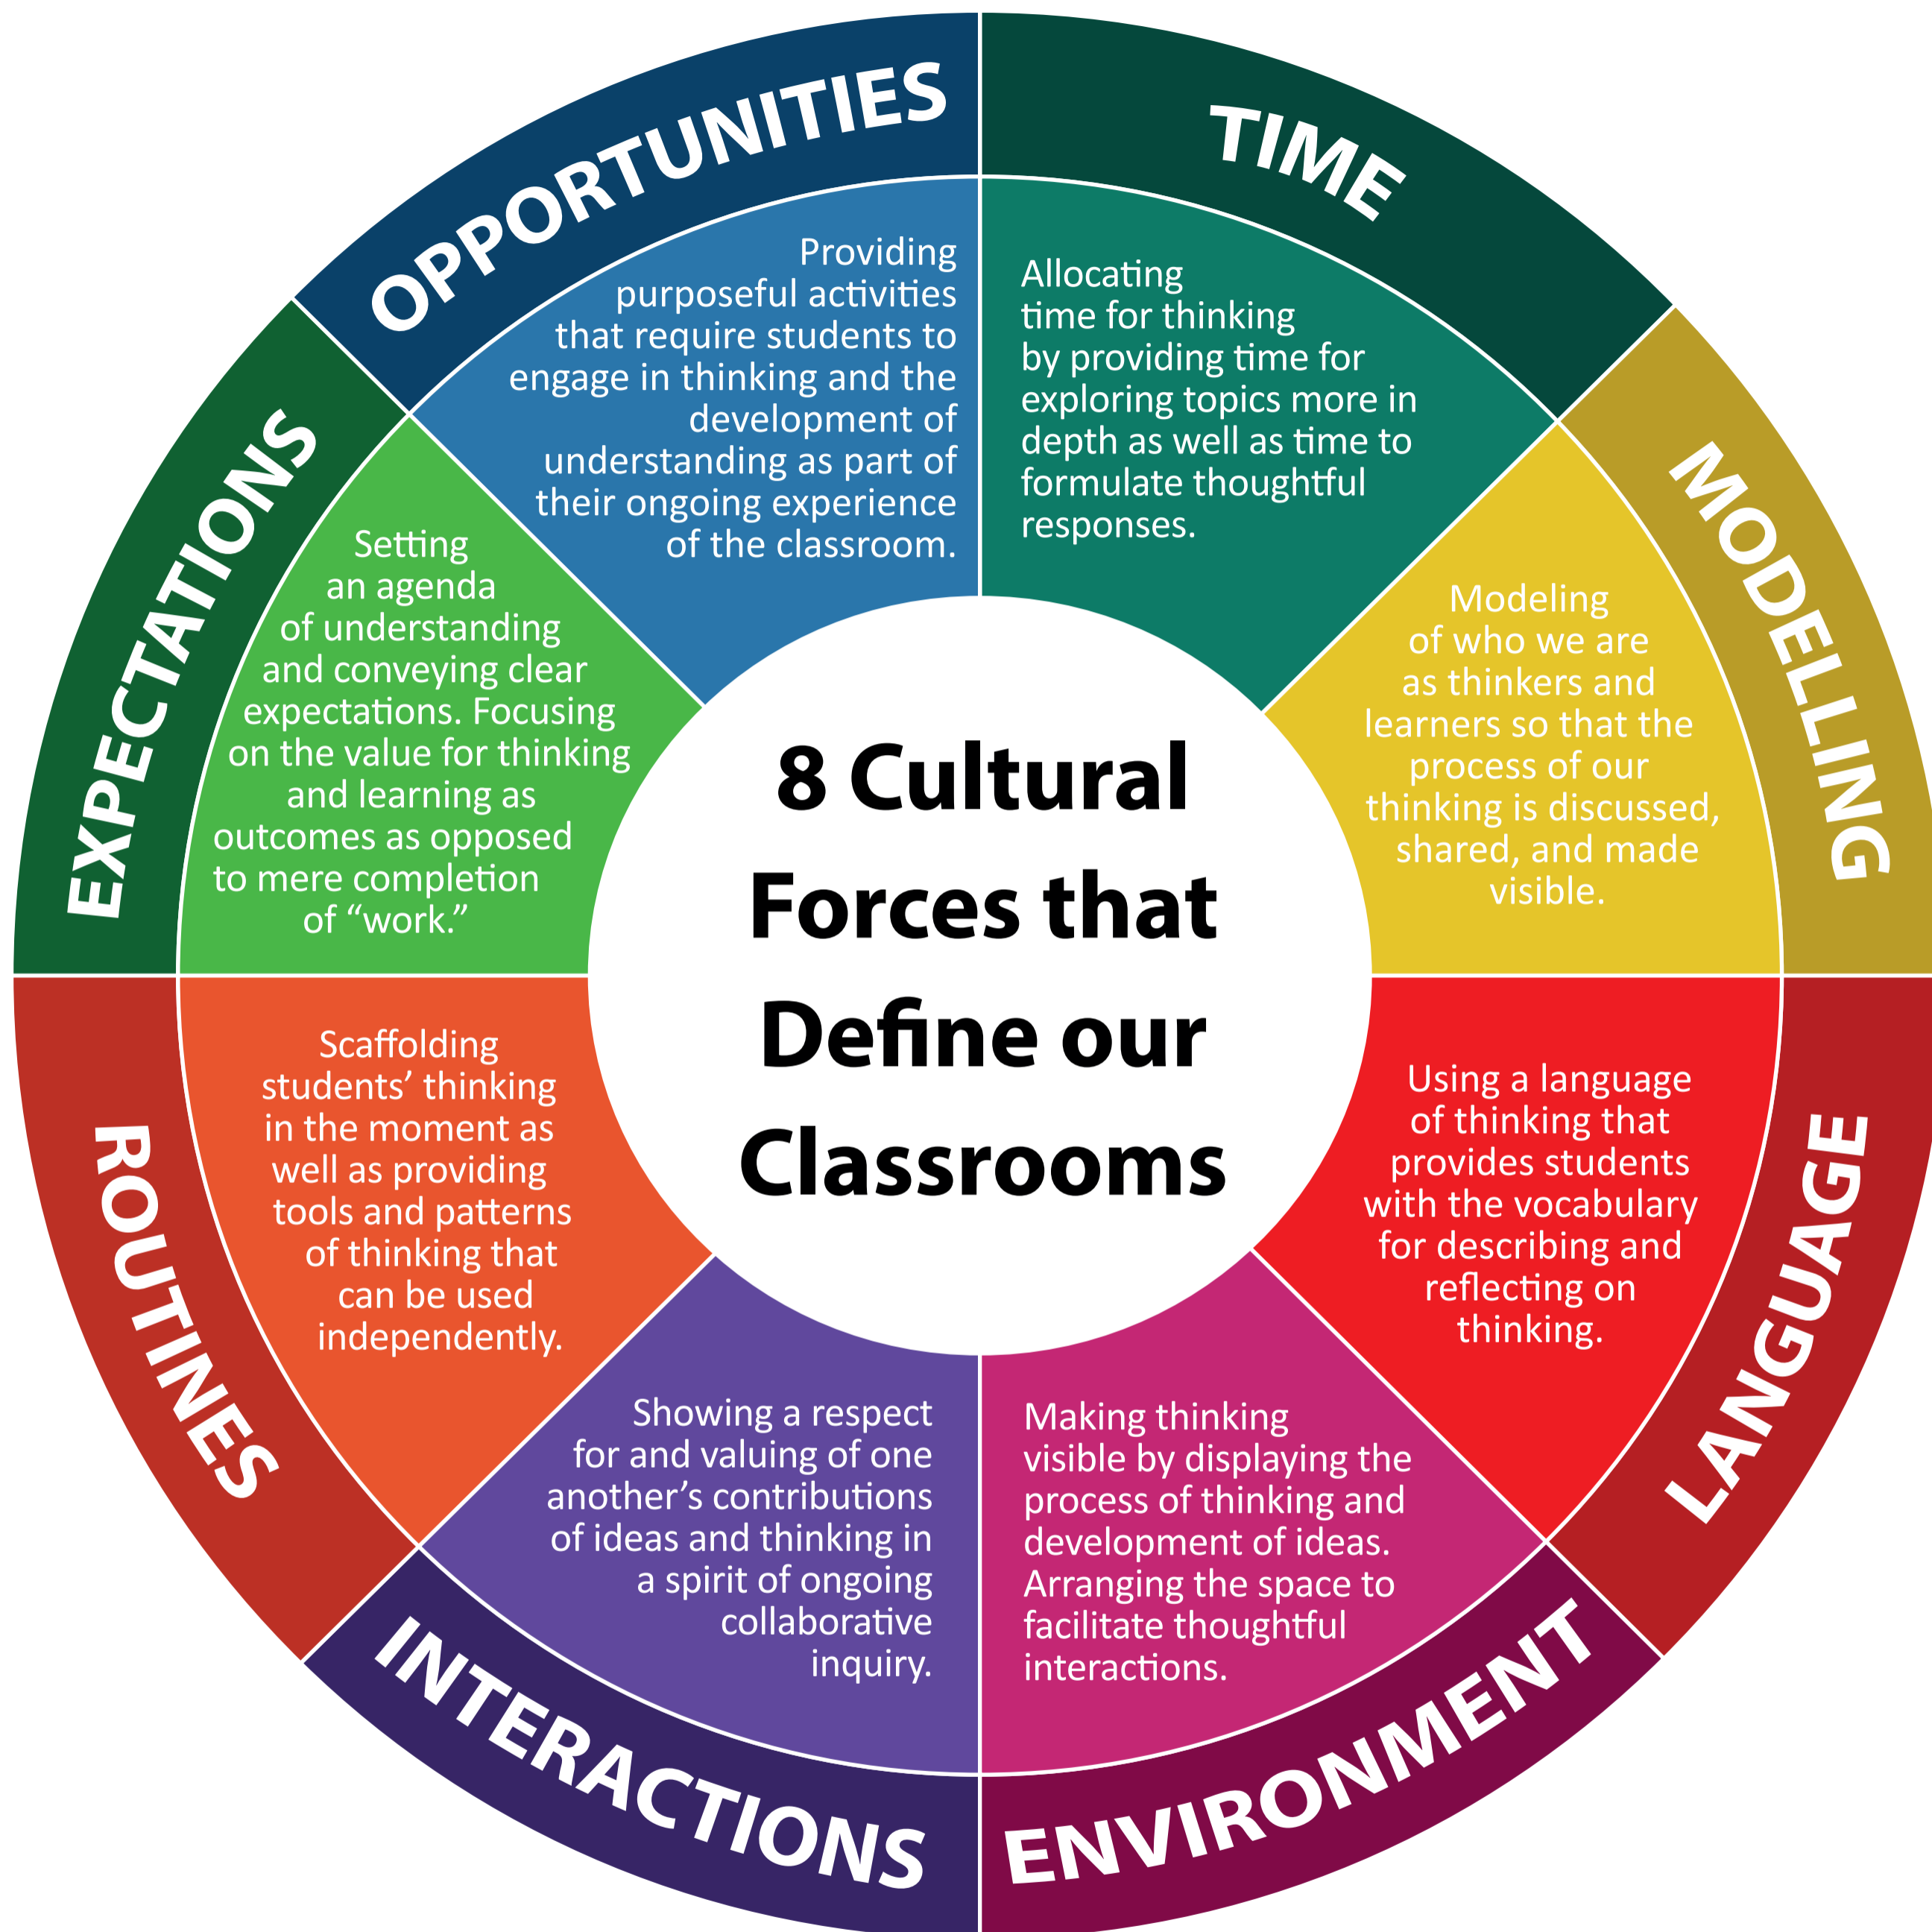 8 Cultural
Forces that
Define our
Classrooms
TIME
Allocating
time for thinking
by providing time for
exploring topics more in
depth as well as time to
formulate thoughtful
responses.
MODELLING
Modeling
of who we are
as thinkers and
learners so that the
process of our
thinking is discussed,
shared, and made
visible.
LANGUAGE
Using a language
of thinking that
provides students
with the vocabulary
for describing and
reflecting on
thinking.
ENVIRONMENT
Making thinking
visible by displaying the
process of thinking and
development of ideas.
Arranging the space to
facilitate thoughtful
interactions.
INTERACTIONS
Showing a respect
for and valuing of one
another’s contributions
of ideas and thinking in
a spirit of ongoing
collaborative
inquiry.
ROUTINES
Scaffolding
students’ thinking
in the moment as
well as providing
tools and patterns
of thinking that
can be used
independently.
EXPECTATIONS
Setting
an agenda
of understanding
and conveying clear
expectations. Focusing
on the value for thinking
and learning as
outcomes as opposed
to mere completion
of “work.”
OPPORTUNITIES
Providing
purposeful activities
that require students to
engage in thinking and the
development of
understanding as part of
their ongoing experience
of the classroom.